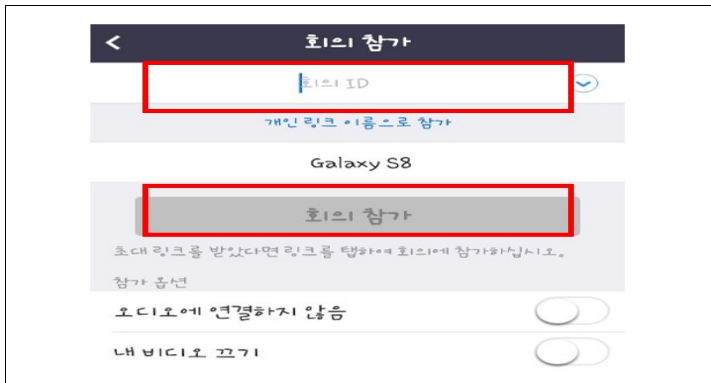 회의 참가
회의 ID
개인 링크 이름으로 참가
Galaxy S8
회의 참가
초대 링크를 받았다면 링크를 탭하여 회의에 참가하십시오.
참가 옵션
오디오에 연결하지 않음
내 비디오 끄기